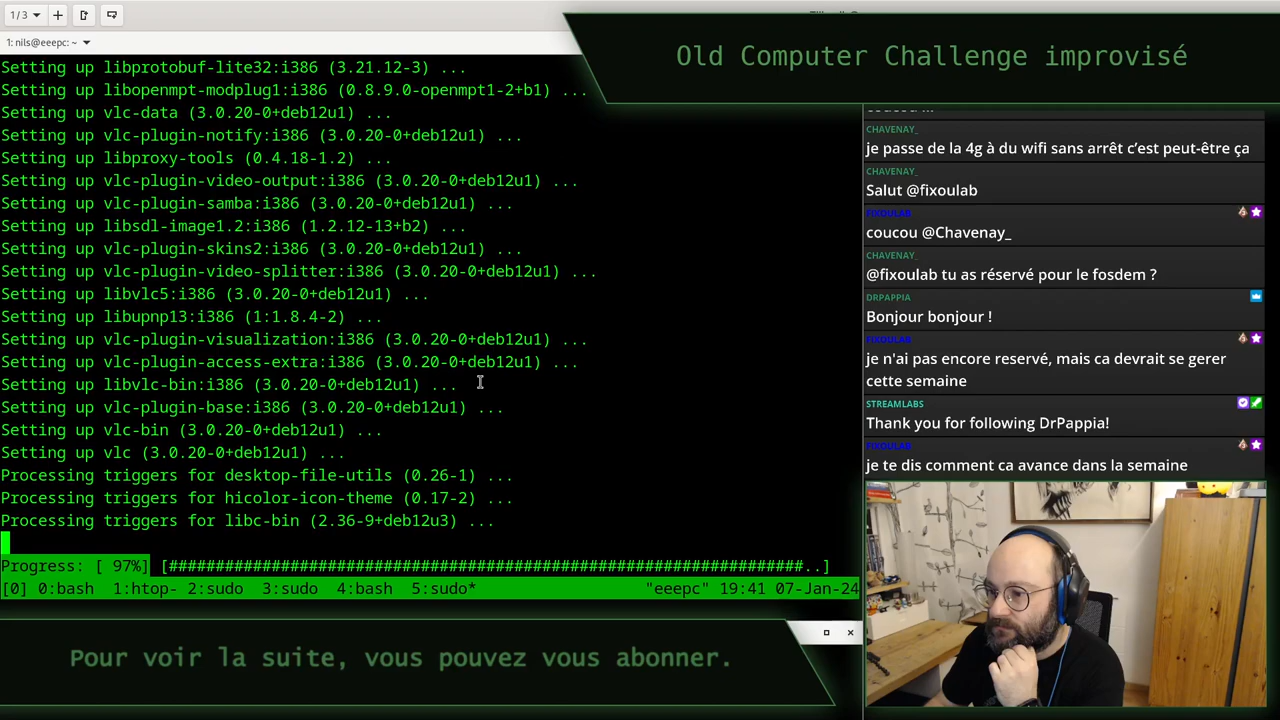 1/3
1: nils@eeepc: ~
Old Computer Challenge improvisé
Setting up libprotobuf-lite32:i386 (3.21.12-3) ...
Setting up libopenmpt-modplug1:i386 (0.8.9.0-openmpt1-2+b1) ...
Setting up vlc-data (3.0.20-0+deb12u1) ...
Setting up vlc-plugin-notify:i386 (3.0.20-0+deb12u1) ...
Setting up libproxy-tools (0.4.18-1.2) ...
Setting up vlc-plugin-video-output:i386 (3.0.20-0+deb12u1) ...
Setting up vlc-plugin-samba:i386 (3.0.20-0+deb12u1) ...
Setting up libsdl-image1.2:i386 (1.2.12-13+b2) ...
Setting up vlc-plugin-skins2:i386 (3.0.20-0+deb12u1) ...
Setting up vlc-plugin-video-splitter:i386 (3.0.20-0+deb12u1) ...
Setting up libvlc5:i386 (3.0.20-0+deb12u1) ...
Setting up libupnp13:i386 (1:1.8.4-2) ...
Setting up vlc-plugin-visualization:i386 (3.0.20-0+deb12u1) ...
Setting up vlc-plugin-access-extra:i386 (3.0.20-0+deb12u1) ...
Setting up libvlc-bin:i386 (3.0.20-0+deb12u1) ...
Setting up vlc-plugin-base:i386 (3.0.20-0+deb12u1) ...
Setting up vlc-bin (3.0.20-0+deb12u1) ...
Setting up vlc (3.0.20-0+deb12u1) ...
Processing triggers for desktop-file-utils (0.26-1) ...
Processing triggers for hicolor-icon-theme (0.17-2) ...
Processing triggers for libc-bin (2.36-9+deb12u3) ...
Progress: [ 97%] [####################################################################..]
[0] 0:bash 1:htop- 2:sudo 3:sudo 4:bash 5:sudo* "eeepc" 19:41 07-Jan-24
CHAVENAY_
je passe de la 4g à du wifi sans arrêt c’est peut-être ça
CHAVENAY_
Salut @fixoulab
FIXOULAB
coucou @Chavenay_
CHAVENAY_
@fixoulab tu as réservé pour le fosdem ?
DRPAPPIA
Bonjour bonjour !
FIXOULAB
je n'ai pas encore reservé, mais ca devrait se gerer
cette semaine
STREAMLABS
Thank you for following DrPappia!
FIXOULAB
je te dis comment ca avance dans la semaine
Pour voir la suite, vous pouvez vous abonner.